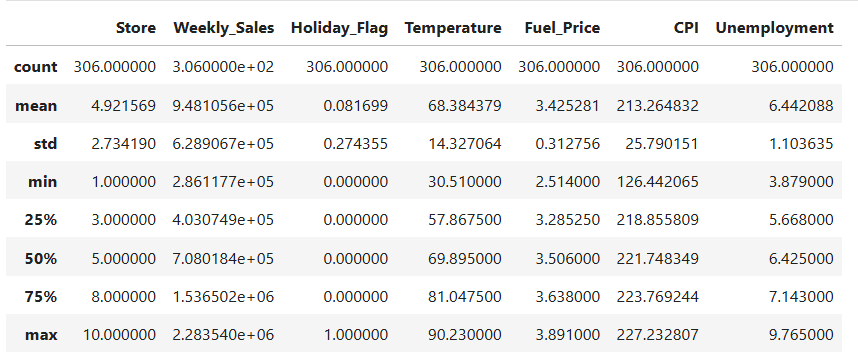 Store Weekly_Sales Holiday_Flag Temperature Fuel_Price CPI Unemployment
count 306.000000 3.060000e+02 306.000000 306.000000 306.000000 306.000000 306.000000
mean 4.921569 9.481056e+05 0.081699 68.384379 3.425281 213.264832 6.442088
std 2.734190 6.289067e+05 0.274355 14.327064 0.312756 25.790151 1.103635
min 1.000000 2.861177e+05 0.000000 30.510000 2.514000 126.442065 3.879000
25% 3.000000 4.030749e+05 0.000000 57.867500 3.285250 218.855809 5.668000
50% 5.000000 7.080184e+05 0.000000 69.895000 3.506000 221.748349 6.425000
75% 8.000000 1.536502e+06 0.000000 81.047500 3.638000 223.769244 7.143000
max 10.000000 2.283540e+06 1.000000 90.230000 3.891000 227.232807 9.765000